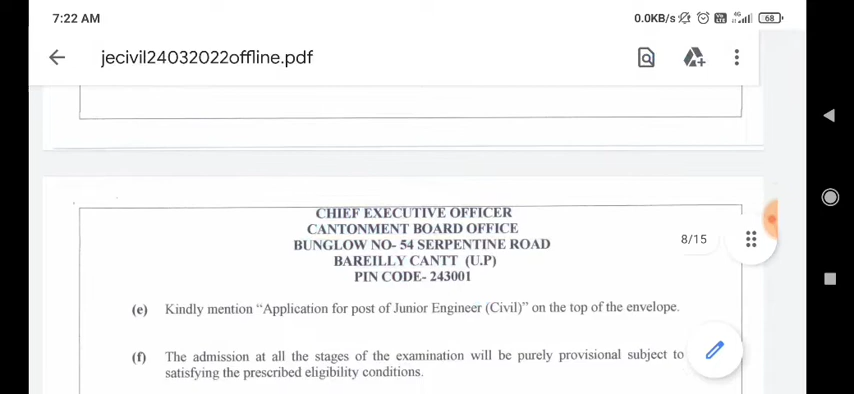 7:22 AM
0.0KB/s
4G
68
jecivil24032022offline.pdf
CHIEF EXECUTIVE OFFICER
CANTONMENT BOARD OFFICE
BUNGLOW NO- 54 SERPENTINE ROAD
BAREILLY CANTT (U.P)
PIN CODE- 243001
8/15
(e) Kindly mention “Application for post of Junior Engineer (Civil)” on the top of the envelope.
(f) The admission at all the stages of the examination will be purely provisional subject to
satisfying the prescribed eligibility conditions.